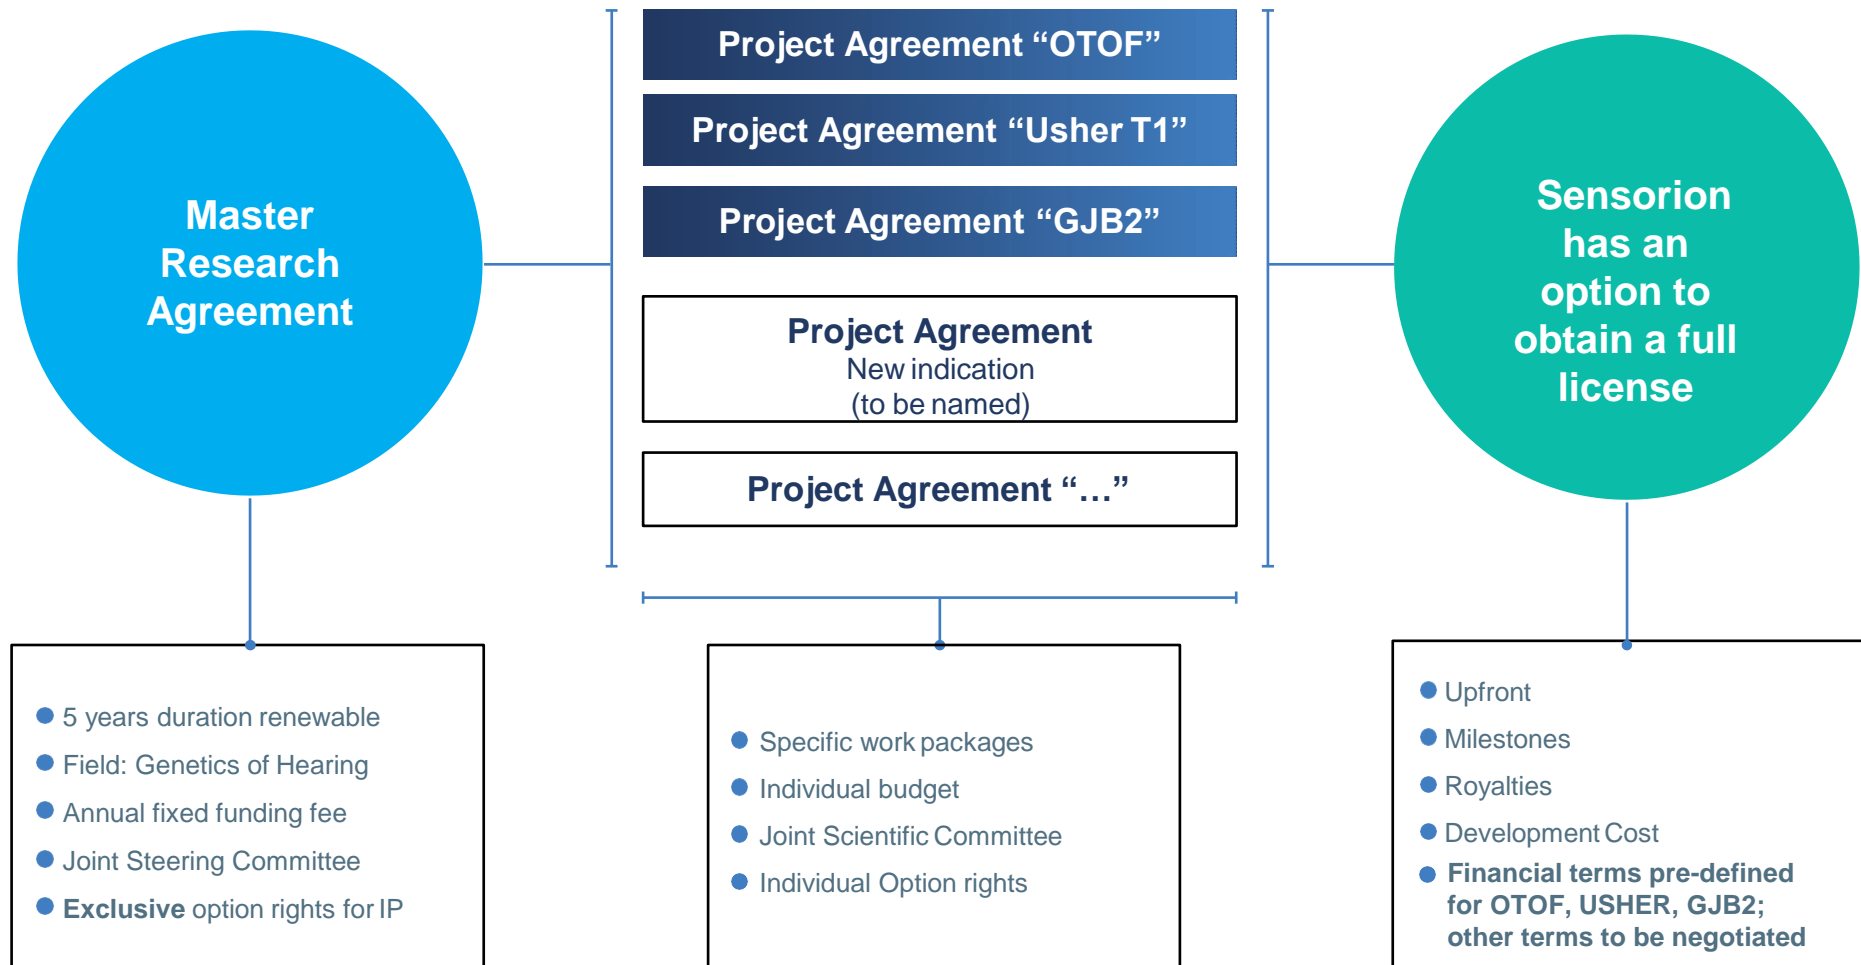 Master
Research
Agreement
Project Agreement “OTOF”
Project Agreement “Usher T1”
Project Agreement “GJB2”
Project Agreement
New indication
(to be named)
Project Agreement “…”
Sensorion
has an
option to
obtain a full
license
5 years duration renewable
Field: Genetics of Hearing
Annual fixed funding fee
Joint Steering Committee
Exclusive option rights for IP
Specific work packages
Individual budget
Joint Scientific Committee
Individual Option rights
Upfront
Milestones
Royalties
Development Cost
Financial terms pre-defined
for OTOF, USHER, GJB2;
other terms to be negotiated